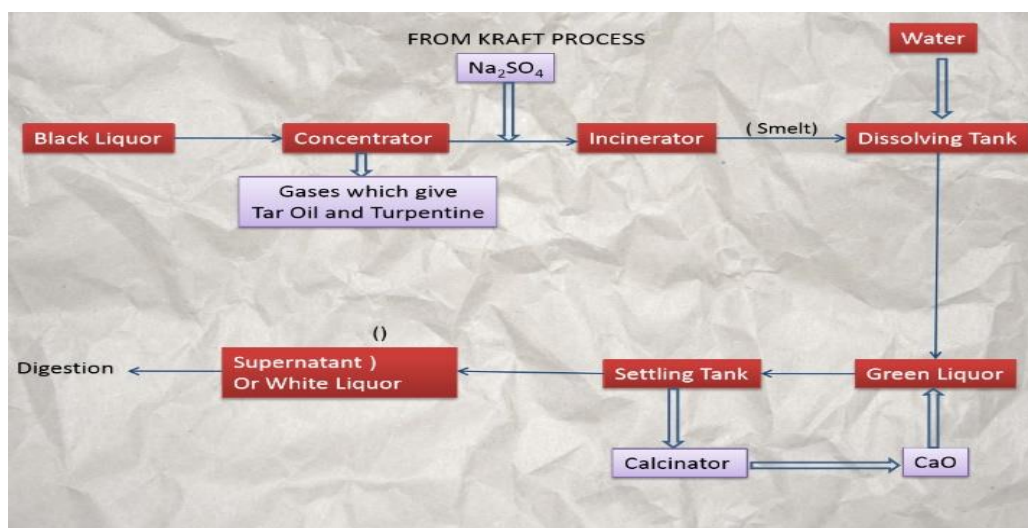 FROM KRAFT PROCESS
Na₂SO₄
Water
Black Liquor
Concentrator
Incinerator
( Smelt)
Dissolving Tank
Gases which give
Tar Oil and Turpentine
()
Digestion
Supernatant )
Or White Liquor
Settling Tank
Green Liquor
Calcinator
CaO